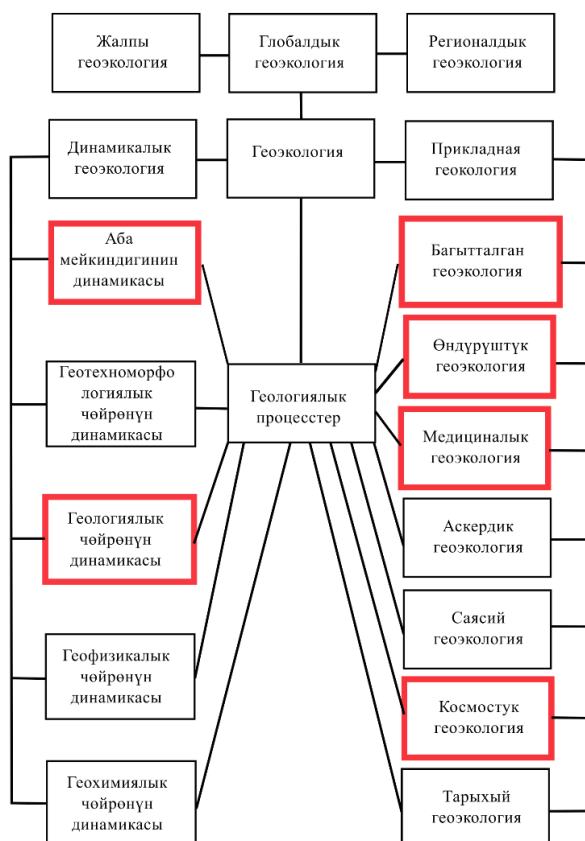 Жалпы
геоэкология
Глобалдык
геоэкология
Регионалдык
геоэкология
Динамикалык
геоэкология
Геоэкология
Прикладная
геокология
Аба
мейкиндигинин
динамикасы
Багытталган
геоэкология
Өндүрүштүк
геоэкология
Геотехноморфо
логиялык
чөйрөнүн
динамикасы
Геологиялык
процесстер
Медициналык
геоэкология
Геологиялык
чөйрөнүн
динамикасы
Аскердик
геоэкология
Саясий
геоэкология
Геофизикалык
чөйрөнүн
динамикасы
Космостук
геоэкология
Геохимиялык
чөйрөнүн
динамикасы
Тарыхый
геоэкология